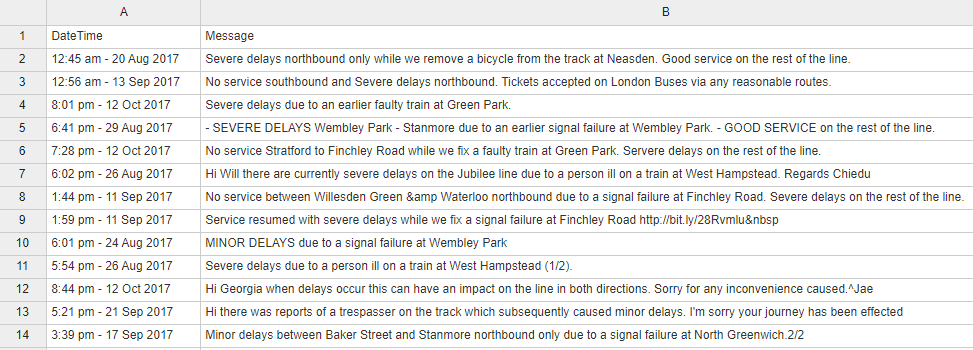 A B
1 DateTime Message
2 12:45 am - 20 Aug 2017 Severe delays northbound only while we remove a bicycle from the track at Neasden. Good service on the rest of the line.
3 12:56 am - 13 Sep 2017 No service southbound and Severe delays northbound. Tickets accepted on London Buses via any reasonable routes.
4 8:01 pm - 12 Oct 2017 Severe delays due to an earlier faulty train at Green Park.
5 6:41 pm - 29 Aug 2017 - SEVERE DELAYS Wembley Park - Stanmore due to an earlier signal failure at Wembley Park. - GOOD SERVICE on the rest of the line.
6 7:28 pm - 12 Oct 2017 No service Stratford to Finchley Road while we fix a faulty train at Green Park. Servere delays on the rest of the line.
7 6:02 pm - 26 Aug 2017 Hi Will there are currently severe delays on the Jubilee line due to a person ill on a train at West Hampstead. Regards Chiedu
8 1:44 pm - 11 Sep 2017 No service between Willesden Green &amp Waterloo northbound due to a signal failure at Finchley Road. Severe delays on the rest of the line.
9 1:59 pm - 11 Sep 2017 Service resumed with severe delays while we fix a signal failure at Finchley Road http://bit.ly/28Rvmlu&nbsp
10 6:01 pm - 24 Aug 2017 MINOR DELAYS due to a signal failure at Wembley Park
11 5:54 pm - 26 Aug 2017 Severe delays due to a person ill on a train at West Hampstead (1/2).
12 8:44 pm - 12 Oct 2017 Hi Georgia when delays occur this can have an impact on the line in both directions. Sorry for any inconvenience caused.^Jae
13 5:21 pm - 21 Sep 2017 Hi there was reports of a trespasser on the track which subsequently caused minor delays. I'm sorry your journey has been effected
14 3:39 pm - 17 Sep 2017 Minor delays between Baker Street and Stanmore northbound only due to a signal failure at North Greenwich.2/2